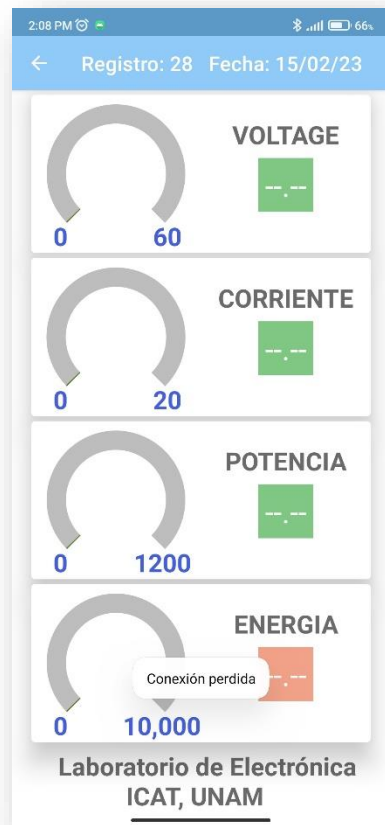 2:08 PM 66%
Registro: 28 Fecha: 15/02/23
VOLTAGE
--.--
0 60
CORRIENTE
--.--
0 20
POTENCIA
--.--
0 1200
ENERGIA
--.--
Conexión perdida
0 10,000
Laboratorio de Electrónica
ICAT, UNAM